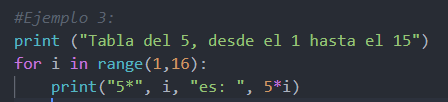 #Ejemplo 3:
print ("Tabla del 5, desde el 1 hasta el 15")
for i in range(1,16):
    print("5*", i, "es: ", 5*i)